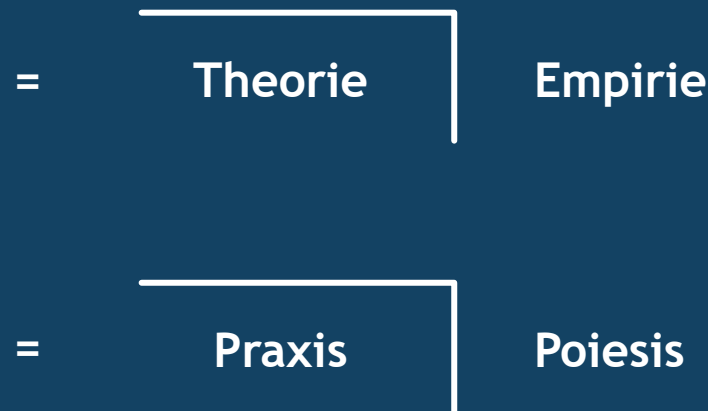 = Theorie Empirie
= Praxis Poiesis